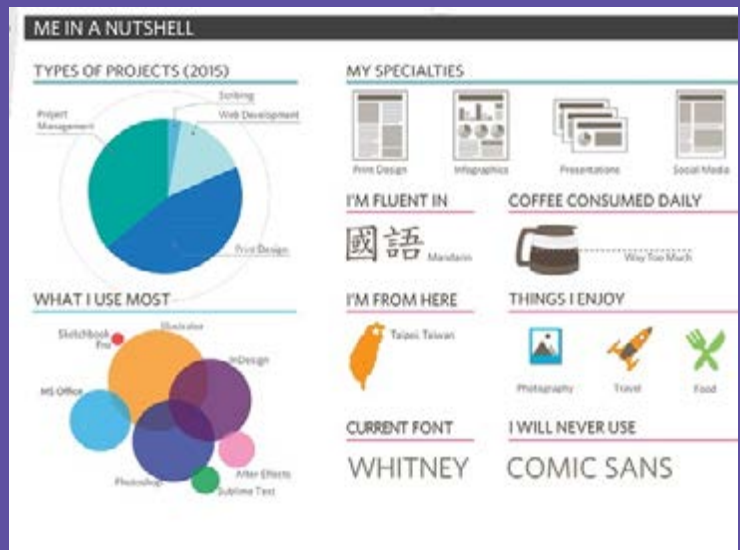 ME IN A NUTSHELL
TYPES OF PROJECTS (2015)
Scribing
Web Development
Project
Management
Print Design
WHAT I USE MOST
Illustrator
Sketchbook
Pro
InDesign
MS Office
After Effects
Photoshop
Sublime Text
MY SPECIALTIES
Print Design
Infographics
Presentations
Social Media
I'M FLUENT IN
國語 Mandarin
COFFEE CONSUMED DAILY
Way Too Much
I'M FROM HERE
Taipei, Taiwan
THINGS I ENJOY
Photography
Travel
Food
CURRENT FONT
WHITNEY
I WILL NEVER USE
COMIC SANS